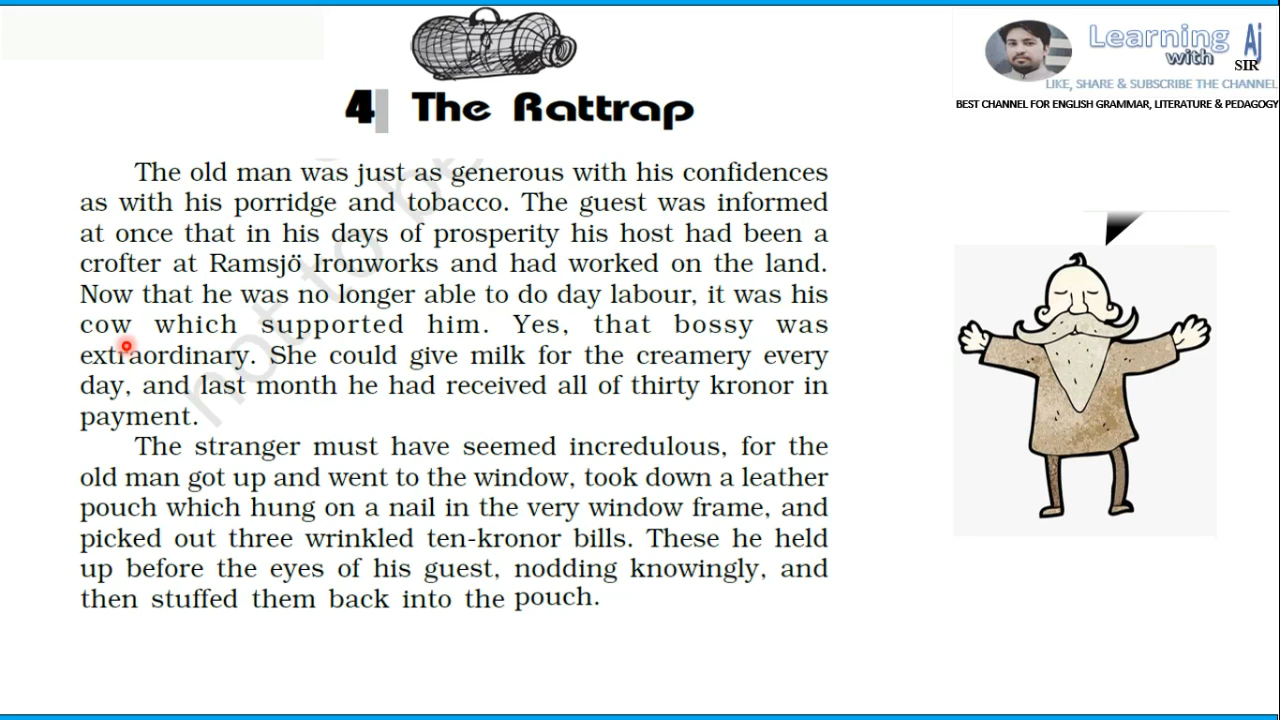 Learning
with
Aj
SIR
LIKE, SHARE & SUBSCRIBE THE CHANNEL
BEST CHANNEL FOR ENGLISH GRAMMAR, LITERATURE & PEDAGOGY
4 The Rattrap
The old man was just as generous with his confidences
as with his porridge and tobacco. The guest was informed
at once that in his days of prosperity his host had been a
crofter at Ramsjö Ironworks and had worked on the land.
Now that he was no longer able to do day labour, it was his
cow which supported him. Yes, that bossy was
extraordinary. She could give milk for the creamery every
day, and last month he had received all of thirty kronor in
payment.
The stranger must have seemed incredulous, for the
old man got up and went to the window, took down a leather
pouch which hung on a nail in the very window frame, and
picked out three wrinkled ten-kronor bills. These he held
up before the eyes of his guest, nodding knowingly, and
then stuffed them back into the pouch.
not to be